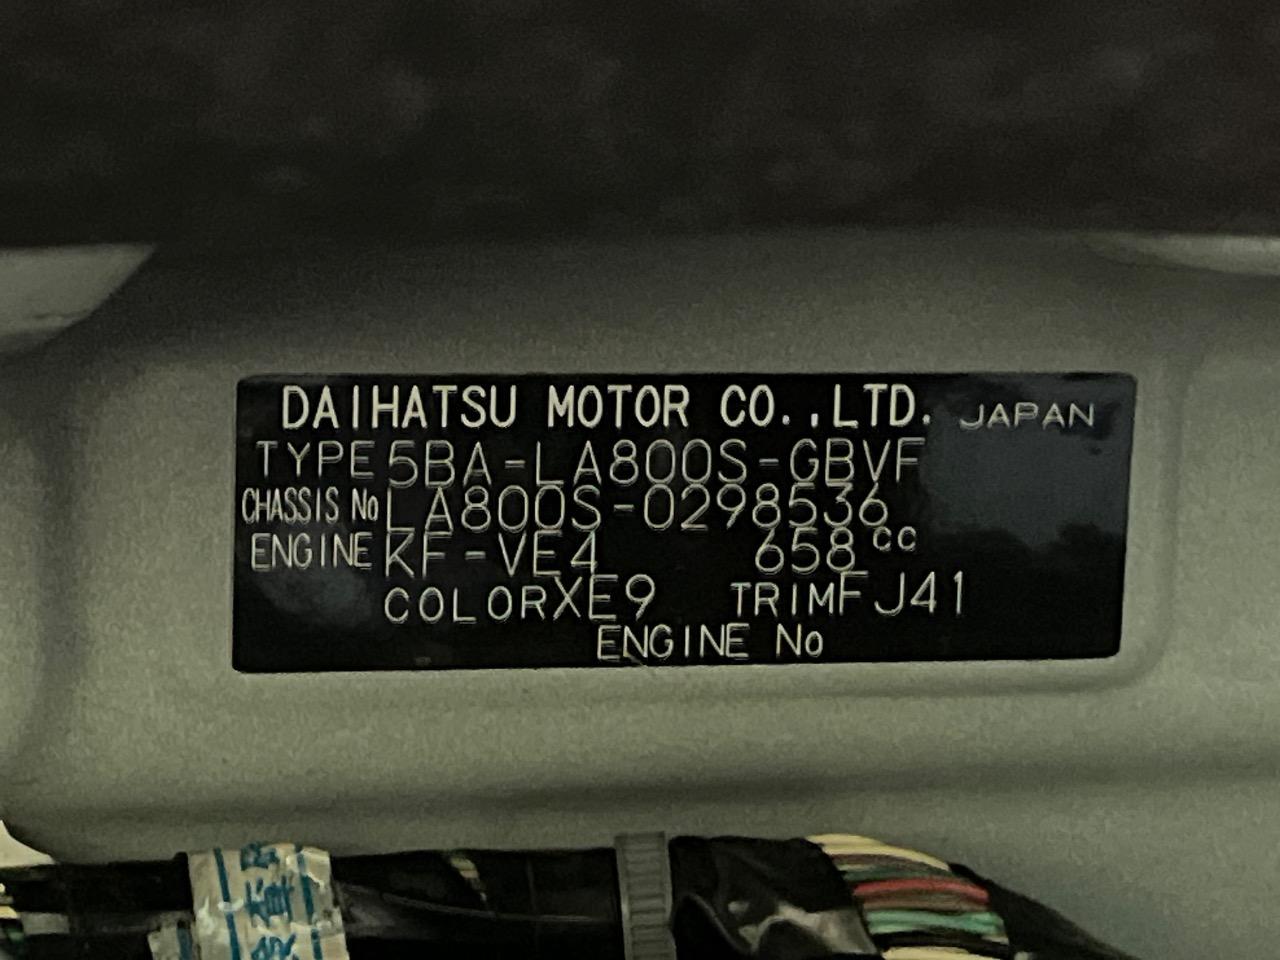 DAIHATSU MOTOR CO.,LTD. JAPAN
TYPE 5BA-LA800S-GBVF
CHASSIS No LA800S-0298536
ENGINE KF-VE4 658cc
COLOR XE9 TRIM FJ41
ENGINE No